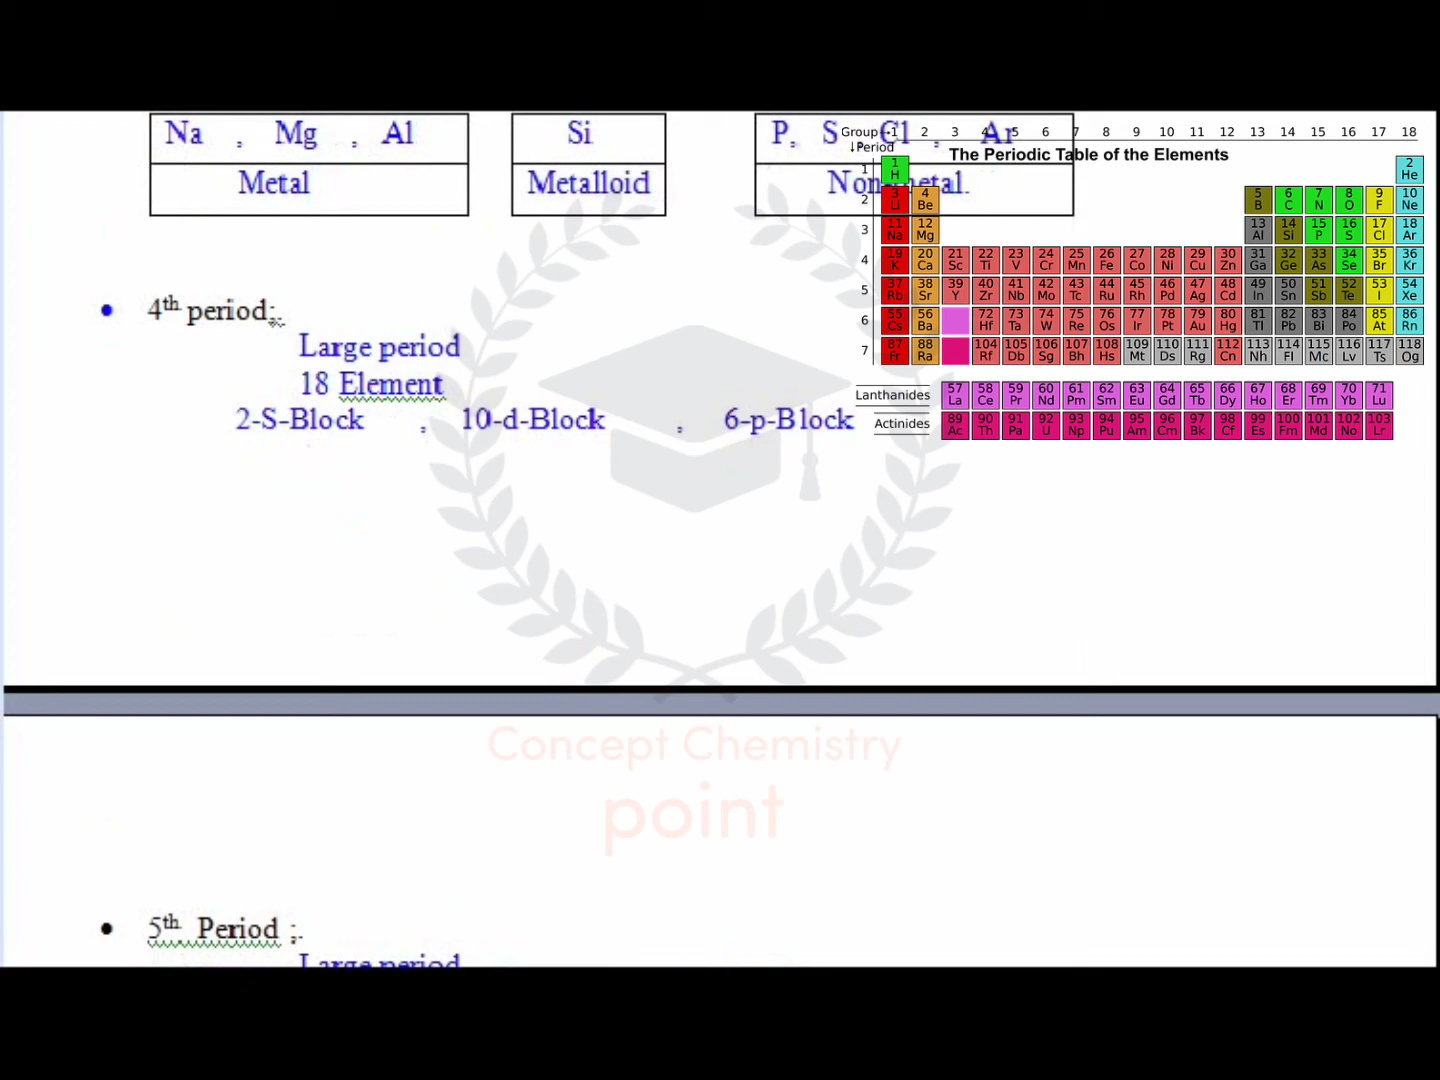 Na , Mg , Al
Metal
Si
Metalloid
P, S Cl , Ar
Non metal.
• 4th period;.
Large period
18 Element
2-S-Block , 10-d-Block , 6-p-Block
Group→ 1 2 3 4 5 6 7 8 9 10 11 12 13 14 15 16 17 18
↓Period
The Periodic Table of the Elements
1 1 2
H He
2 3 4 5 6 7 8 9 10
Li Be B C N O F Ne
3 11 12 13 14 15 16 17 18
Na Mg Al Si P S Cl Ar
4 19 20 21 22 23 24 25 26 27 28 29 30 31 32 33 34 35 36
K Ca Sc Ti V Cr Mn Fe Co Ni Cu Zn Ga Ge As Se Br Kr
5 37 38 39 40 41 42 43 44 45 46 47 48 49 50 51 52 53 54
Rb Sr Y Zr Nb Mo Tc Ru Rh Pd Ag Cd In Sn Sb Te I Xe
6 55 56 72 73 74 75 76 77 78 79 80 81 82 83 84 85 86
Cs Ba Hf Ta W Re Os Ir Pt Au Hg Tl Pb Bi Po At Rn
7 87 88 104 105 106 107 108 109 110 111 112 113 114 115 116 117 118
Fr Ra Rf Db Sg Bh Hs Mt Ds Rg Cn Nh Fl Mc Lv Ts Og
Lanthanides 57 58 59 60 61 62 63 64 65 66 67 68 69 70 71
La Ce Pr Nd Pm Sm Eu Gd Tb Dy Ho Er Tm Yb Lu
Actinides 89 90 91 92 93 94 95 96 97 98 99 100 101 102 103
Ac Th Pa U Np Pu Am Cm Bk Cf Es Fm Md No Lr
Concept Chemistry
point
• 5th Period ;.
Large period